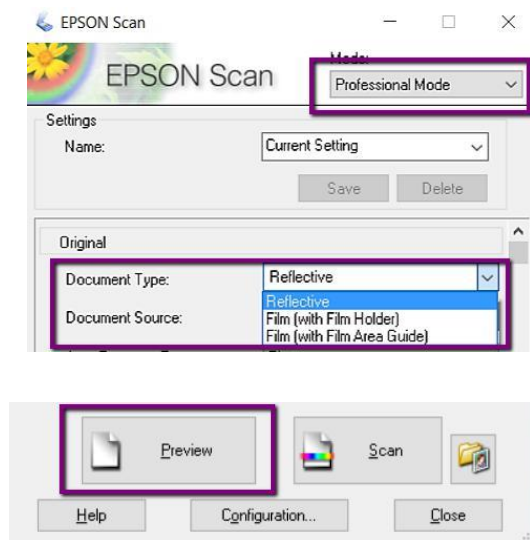 EPSON Scan
EPSON Scan
Mode:
Professional Mode
Settings
Name:
Current Setting
Save
Delete
Original
Document Type:
Reflective
Reflective
Document Source:
Film (with Film Holder)
Film (with Film Area Guide)
Preview
Scan
Help
Configuration...
Close